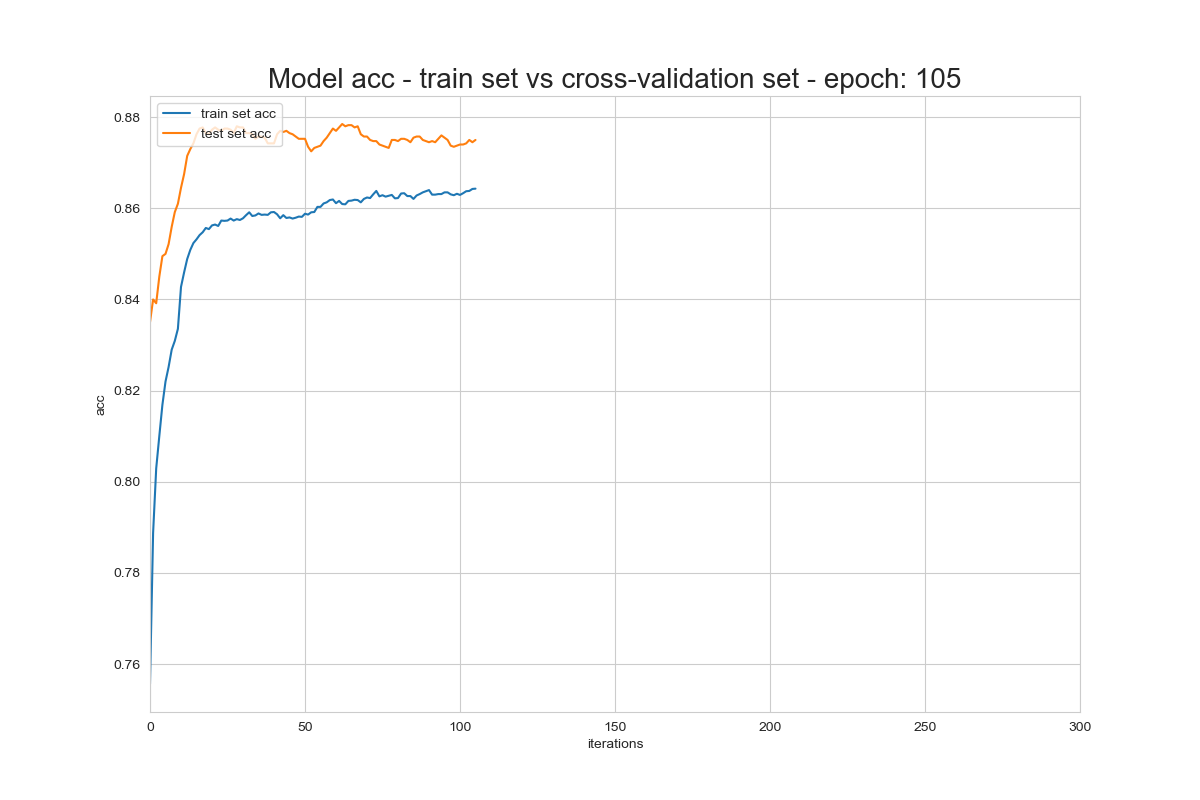 Model acc - train set vs cross-validation set - epoch: 105
train set acc
test set acc
0.88
0.86
0.84
0.82
0.80
0.78
0.76
acc
0 50 100 150 200 250 300
iterations